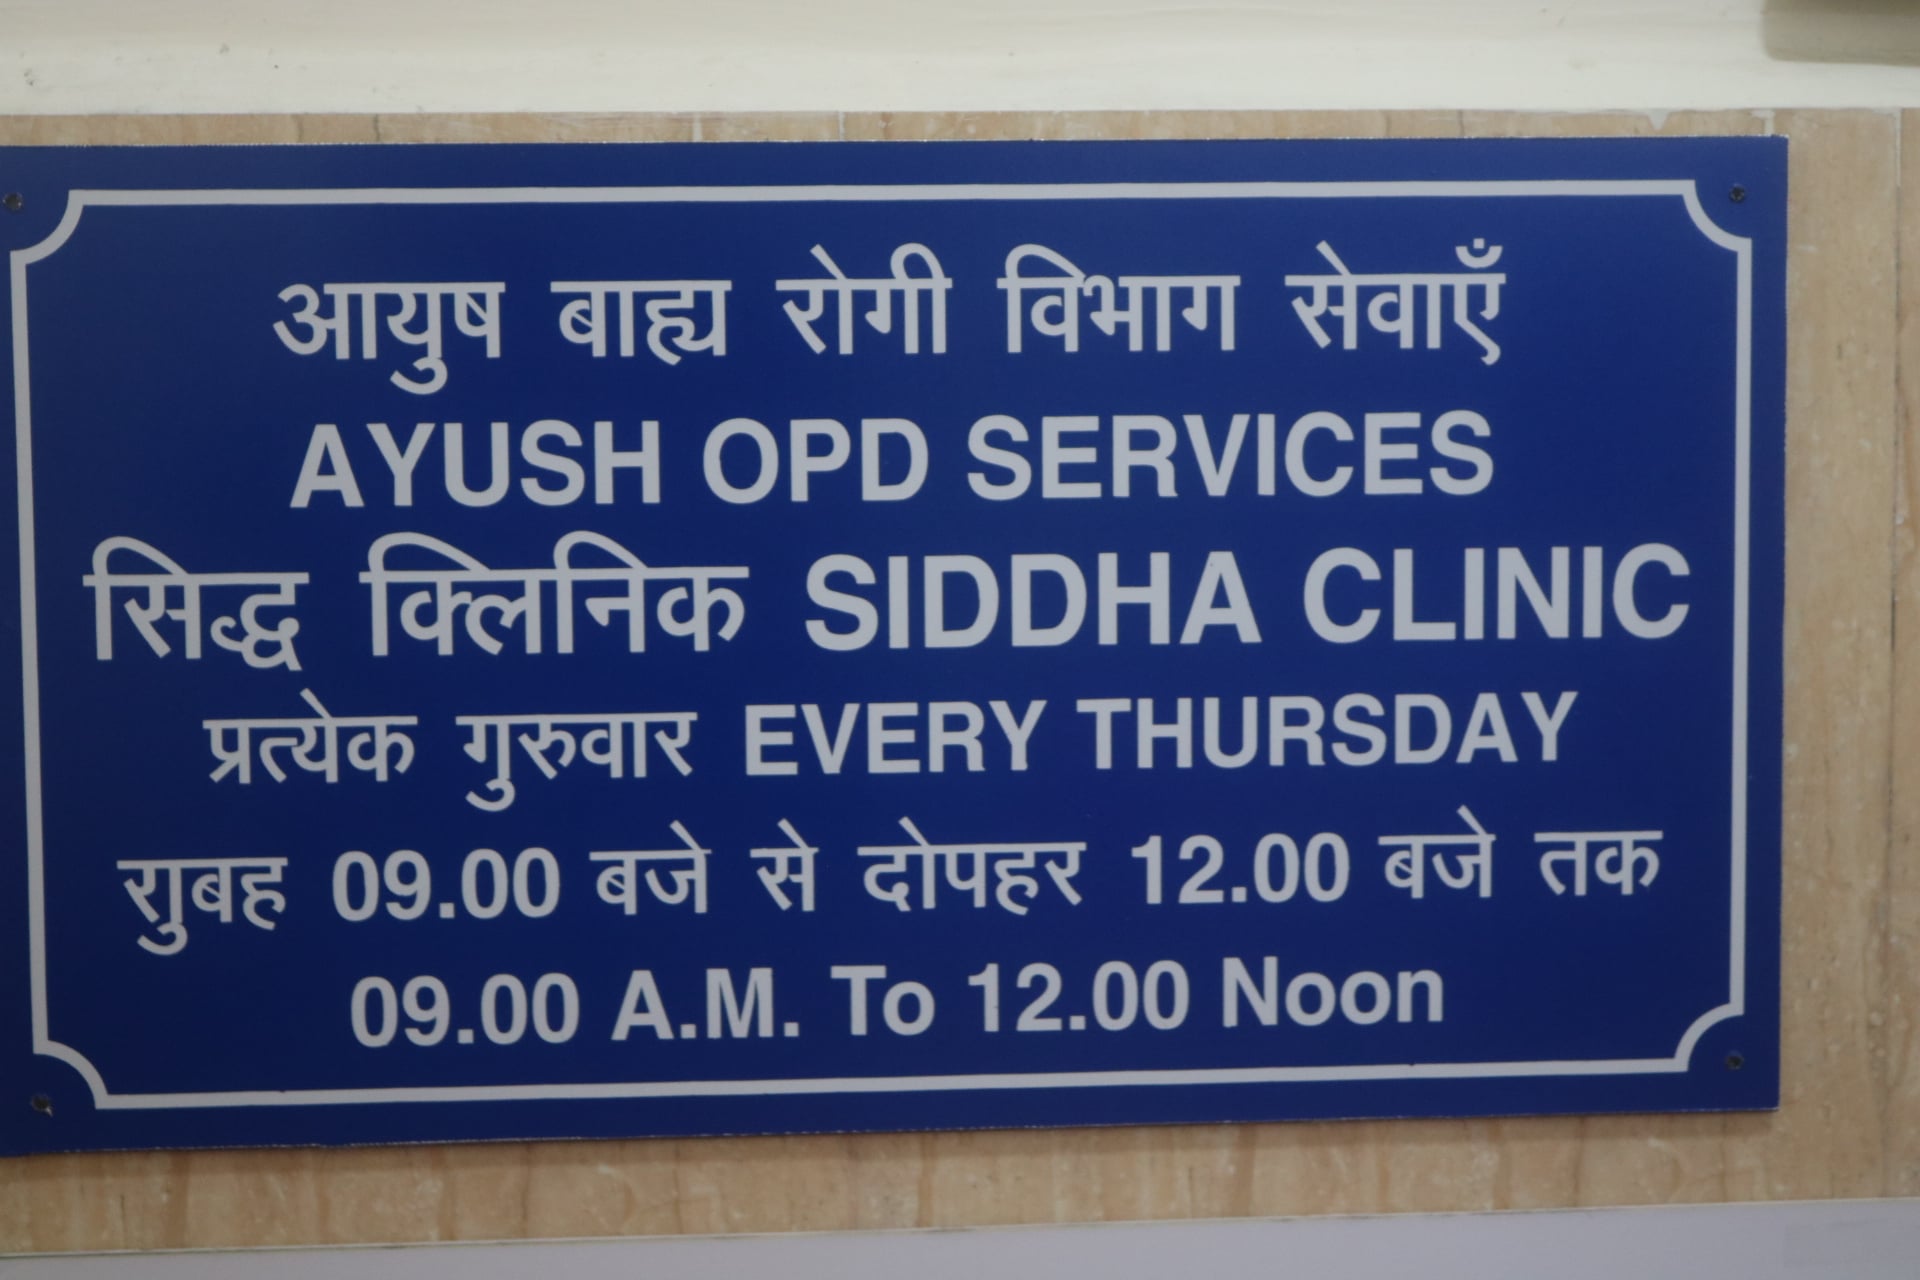 आयुष बाह्य रोगी विभाग सेवाएँ
AYUSH OPD SERVICES
सिद्ध क्लिनिक SIDDHA CLINIC
प्रत्येक गुरुवार EVERY THURSDAY
सुबह 09.00 बजे से दोपहर 12.00 बजे तक
09.00 A.M. To 12.00 Noon